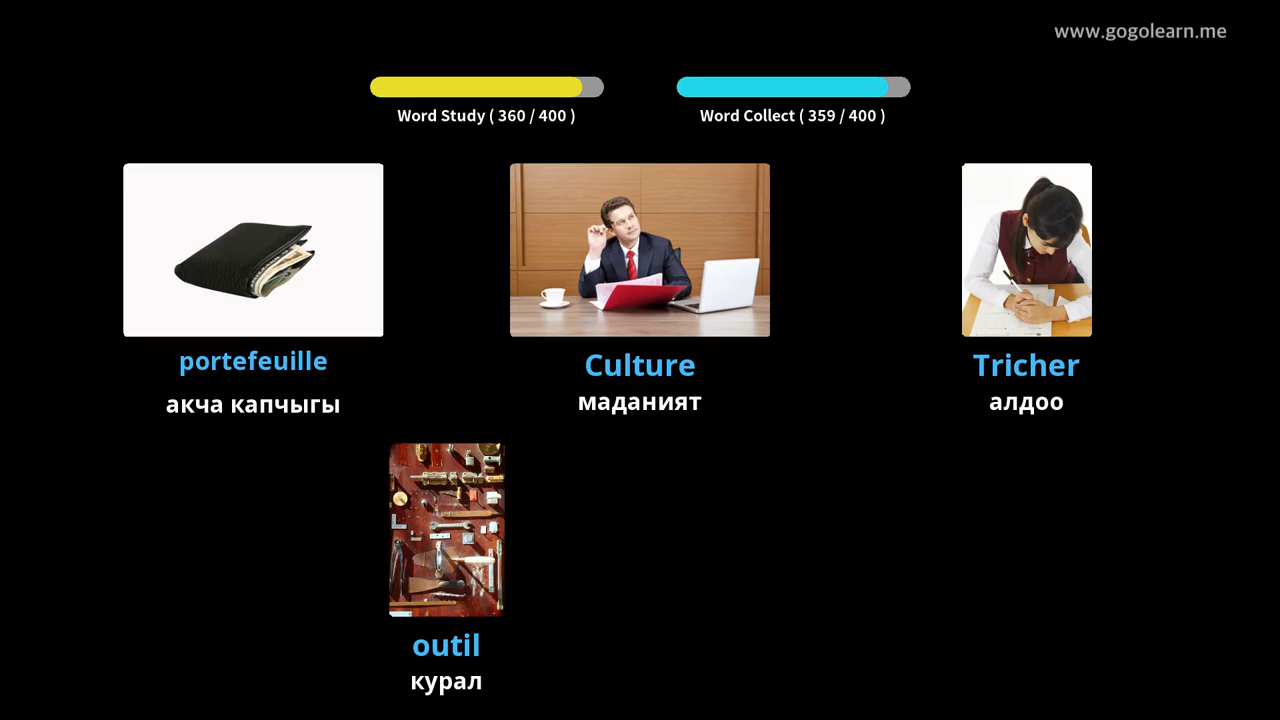 www.gogolearn.me
Word Study ( 360 / 400 )
Word Collect ( 359 / 400 )
portefeuille
акча капчыгы
Culture
маданият
Tricher
алдоо
outil
курал